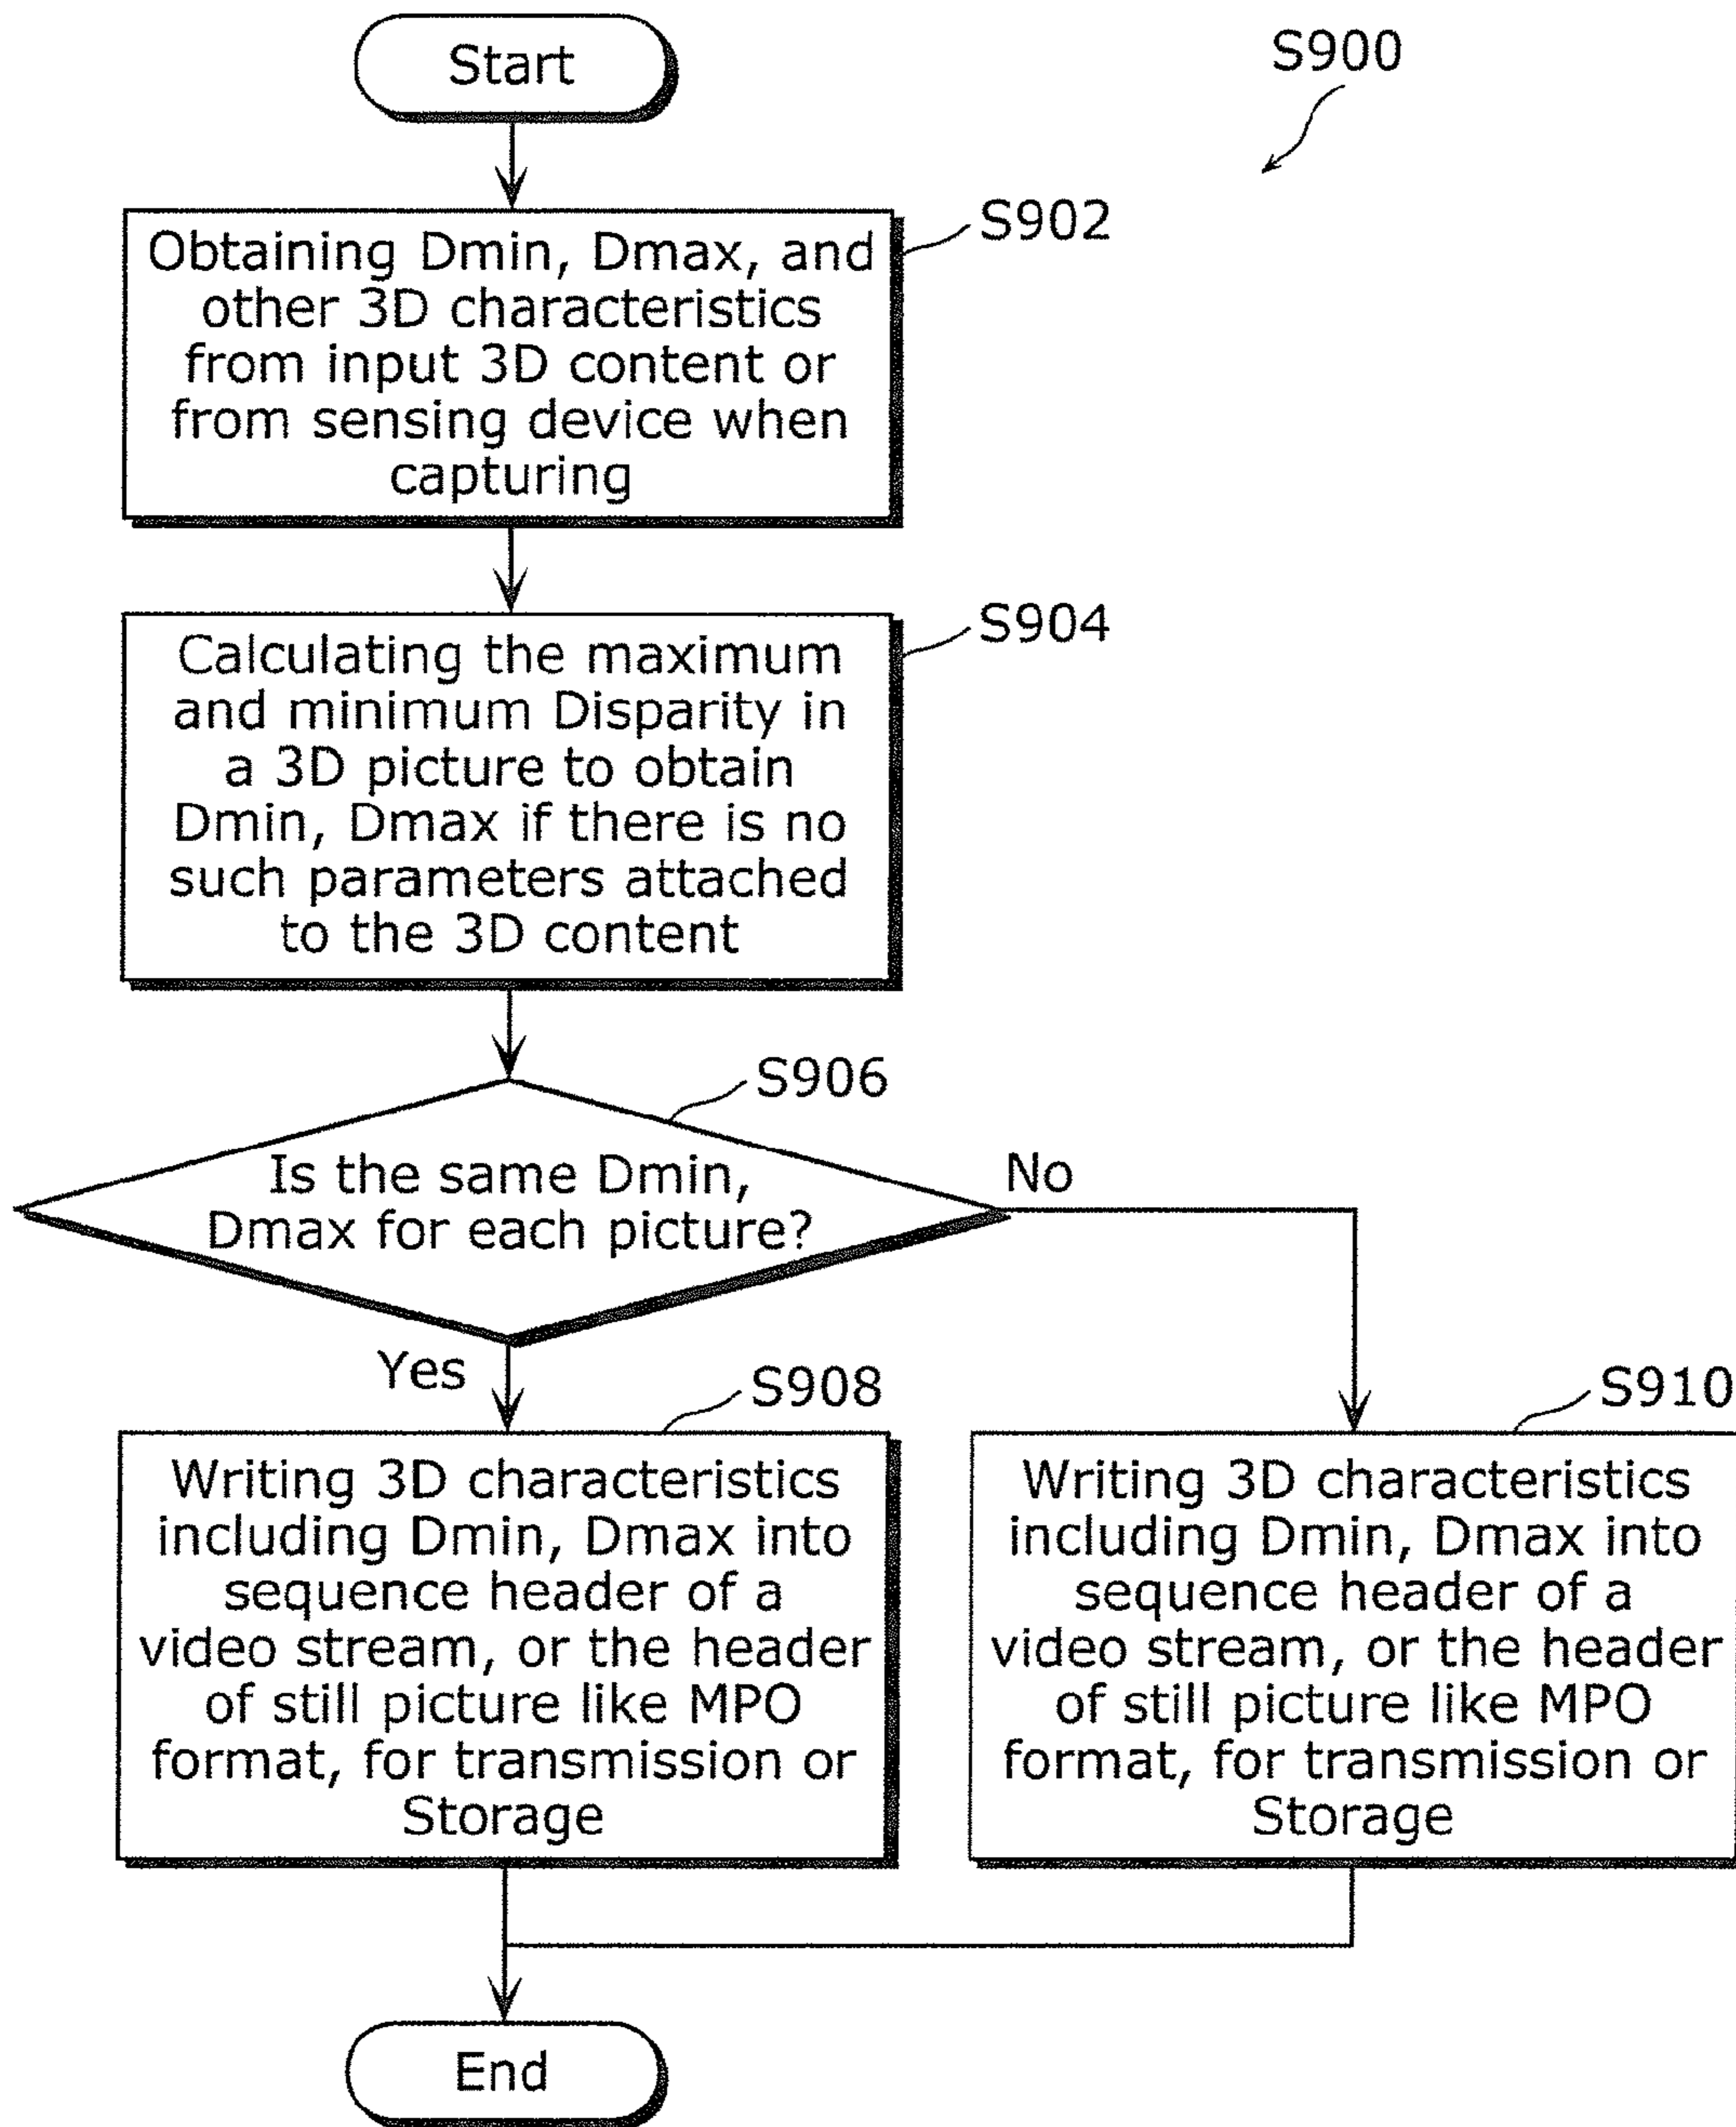 Start
S900
S902
Obtaining Dmin, Dmax, and
other 3D characteristics
from input 3D content or
from sensing device when
capturing
S904
Calculating the maximum
and minimum Disparity in
a 3D picture to obtain
Dmin, Dmax if there is no
such parameters attached
to the 3D content
S906
Is the same Dmin,
Dmax for each picture?
No
Yes
S908
Writing 3D characteristics
including Dmin, Dmax into
sequence header of a
video stream, or the header
of still picture like MPO
format, for transmission or
Storage
S910
Writing 3D characteristics
including Dmin, Dmax into
sequence header of a
video stream, or the header
of still picture like MPO
format, for transmission or
Storage
End